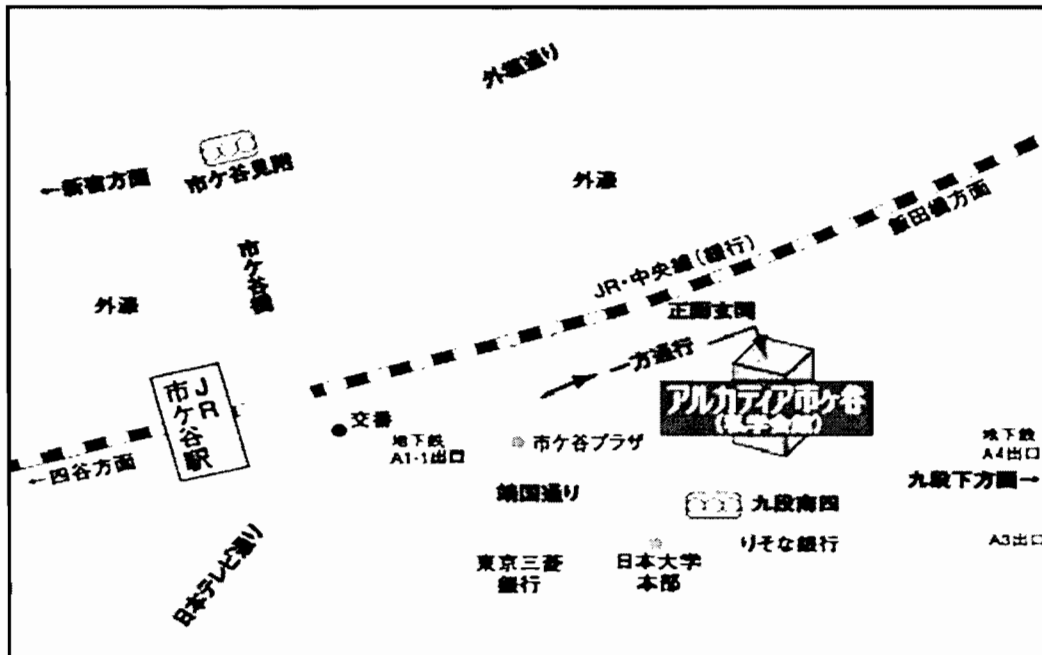 外濠通り
←新宿方面
市ケ谷見附
外濠
市ケ谷橋
飯田橋方面
JR・中央線(銀行)
外濠
正面玄関
一方通行
JR
市ケ谷駅
アルカディア市ケ谷
(私学会館)
交番
地下鉄
A1-1出口
市ケ谷プラザ
地下鉄
A4出口
←四谷方面
九段下方面→
靖国通り
九段南四
日本テレビ通り
東京三菱
銀行
日本大学
本部
りそな銀行
A3出口